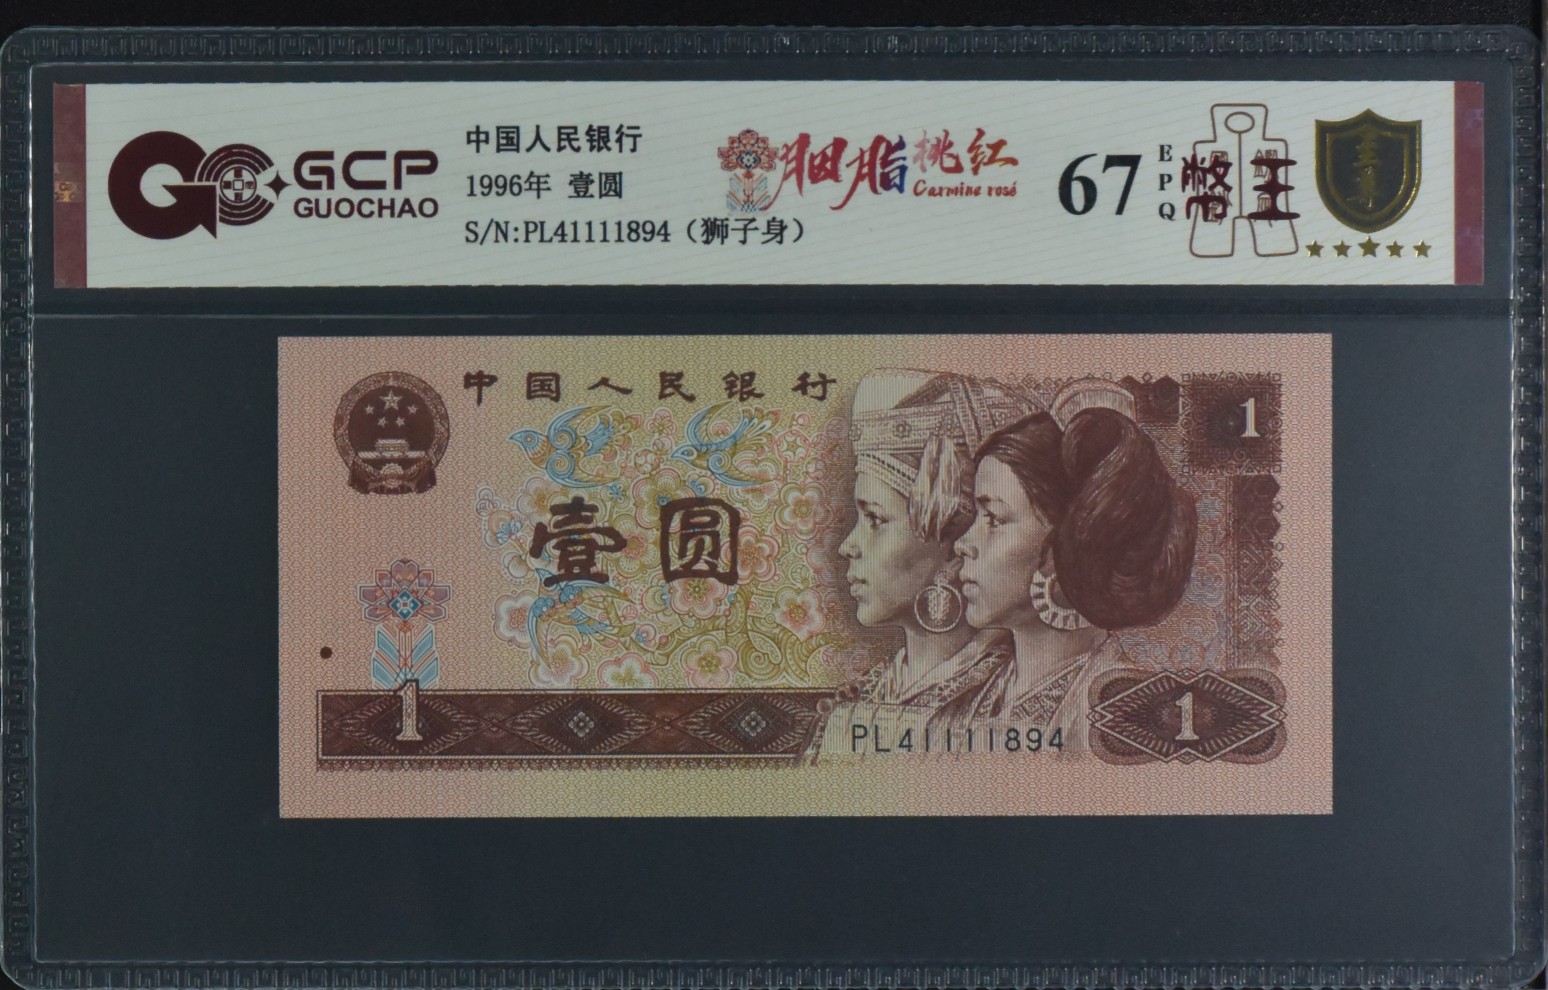 GCP
GUOCHAO
中国人民银行
1996年 壹圆
S/N:PL41111894（狮子身）
胭脂桃红
Carmine rosé
67
EPQ
中国人民银行
1
壹圆
1
PL41111894
1